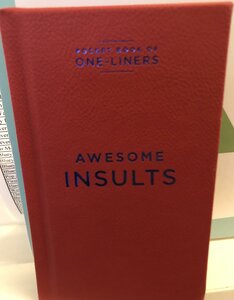 POCKET BOOK OF
ONE-LINERS
AWESOME
INSULTS